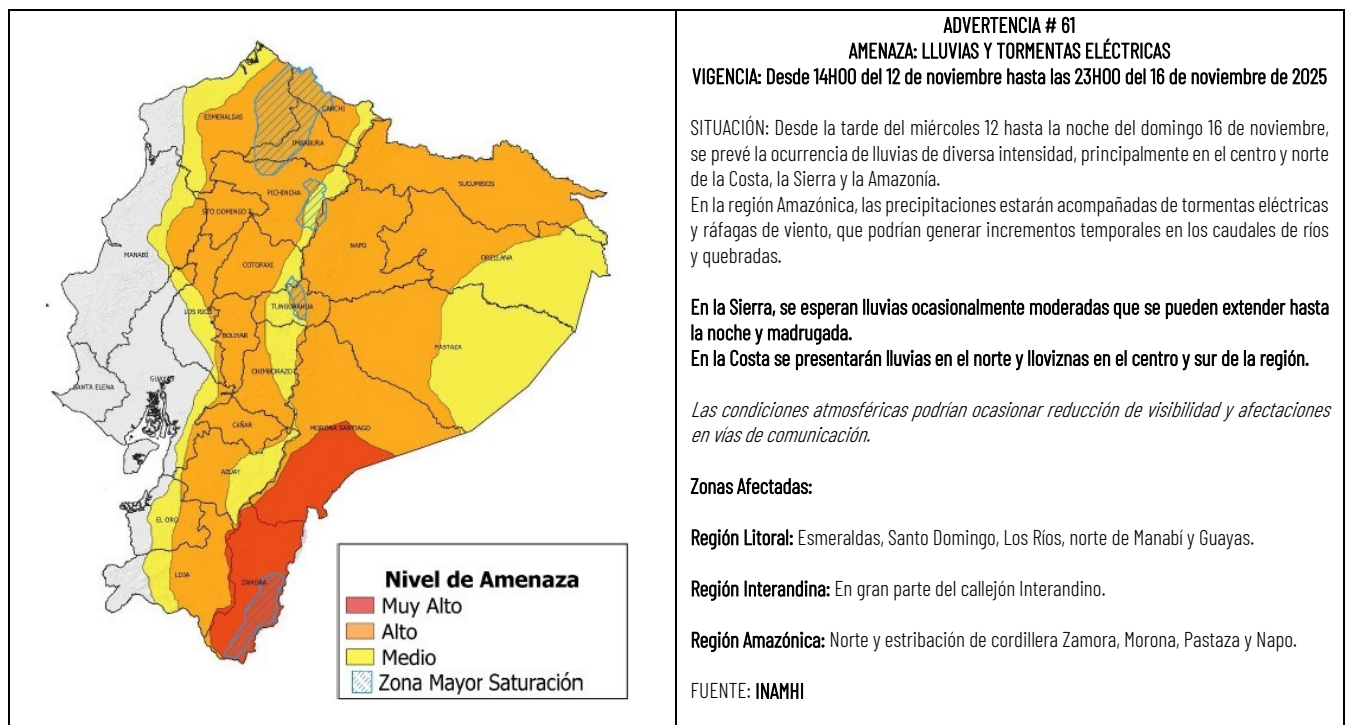 ESMERALDAS
CARCHI
IMBABURA
SUCUMBIOS
PICHINCHA
STO DOMINGO T
NAPO
MANABÍ
ORELLANA
COTOPAXI
TUNGURAHUA
LOS RIOS
BOLIVAR
PASTAZA
CHIMBORAZO
SANTA ELENA
GUAYAS
CAÑAR
MORONA SANTIAGO
AZUAY
EL ORO
LOJA
ZAMORA
Nivel de Amenaza
Muy Alto
Alto
Medio
Zona Mayor Saturación
ADVERTENCIA # 61
AMENAZA: LLUVIAS Y TORMENTAS ELÉCTRICAS
VIGENCIA: Desde 14H00 del 12 de noviembre hasta las 23H00 del 16 de noviembre de 2025
SITUACIÓN: Desde la tarde del miércoles 12 hasta la noche del domingo 16 de noviembre,
se prevé la ocurrencia de lluvias de diversa intensidad, principalmente en el centro y norte
de la Costa, la Sierra y la Amazonía.
En la región Amazónica, las precipitaciones estarán acompañadas de tormentas eléctricas
y ráfagas de viento, que podrían generar incrementos temporales en los caudales de ríos
y quebradas.
En la Sierra, se esperan lluvias ocasionalmente moderadas que se pueden extender hasta
la noche y madrugada.
En la Costa se presentarán lluvias en el norte y lloviznas en el centro y sur de la región.
Las condiciones atmosféricas podrían ocasionar reducción de visibilidad y afectaciones
en vías de comunicación.
Zonas Afectadas:
Región Litoral: Esmeraldas, Santo Domingo, Los Ríos, norte de Manabí y Guayas.
Región Interandina: En gran parte del callejón Interandino.
Región Amazónica: Norte y estribación de cordillera Zamora, Morona, Pastaza y Napo.
FUENTE: INAMHI